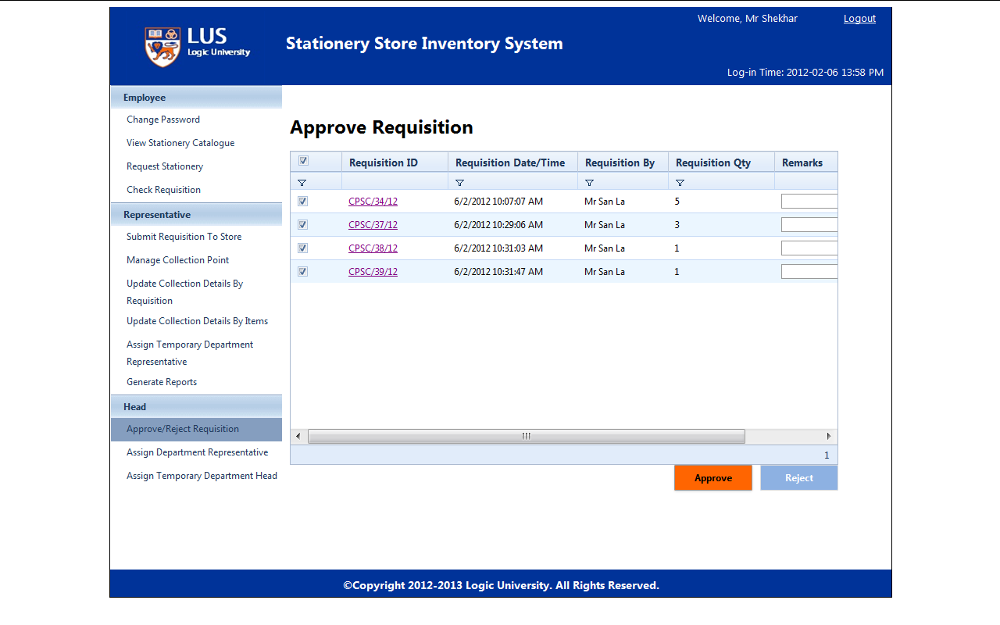 Welcome, Mr Shekhar Logout
LUS
Logic University
Stationery Store Inventory System
Log-in Time: 2012-02-06 13:58 PM
Employee
Change Password
View Stationery Catalogue
Request Stationery
Check Requisition
Representative
Submit Requisition To Store
Manage Collection Point
Update Collection Details By
Requisition
Update Collection Details By Items
Assign Temporary Department
Representative
Generate Reports
Head
Approve/Reject Requisition
Assign Department Representative
Assign Temporary Department Head
Approve Requisition
Requisition ID Requisition Date/Time Requisition By Requisition Qty Remarks
CPSC/34/12 6/2/2012 10:07:07 AM Mr San La 5
CPSC/37/12 6/2/2012 10:29:06 AM Mr San La 3
CPSC/38/12 6/2/2012 10:31:03 AM Mr San La 1
CPSC/39/12 6/2/2012 10:31:47 AM Mr San La 1
1
Approve Reject
©Copyright 2012-2013 Logic University. All Rights Reserved.